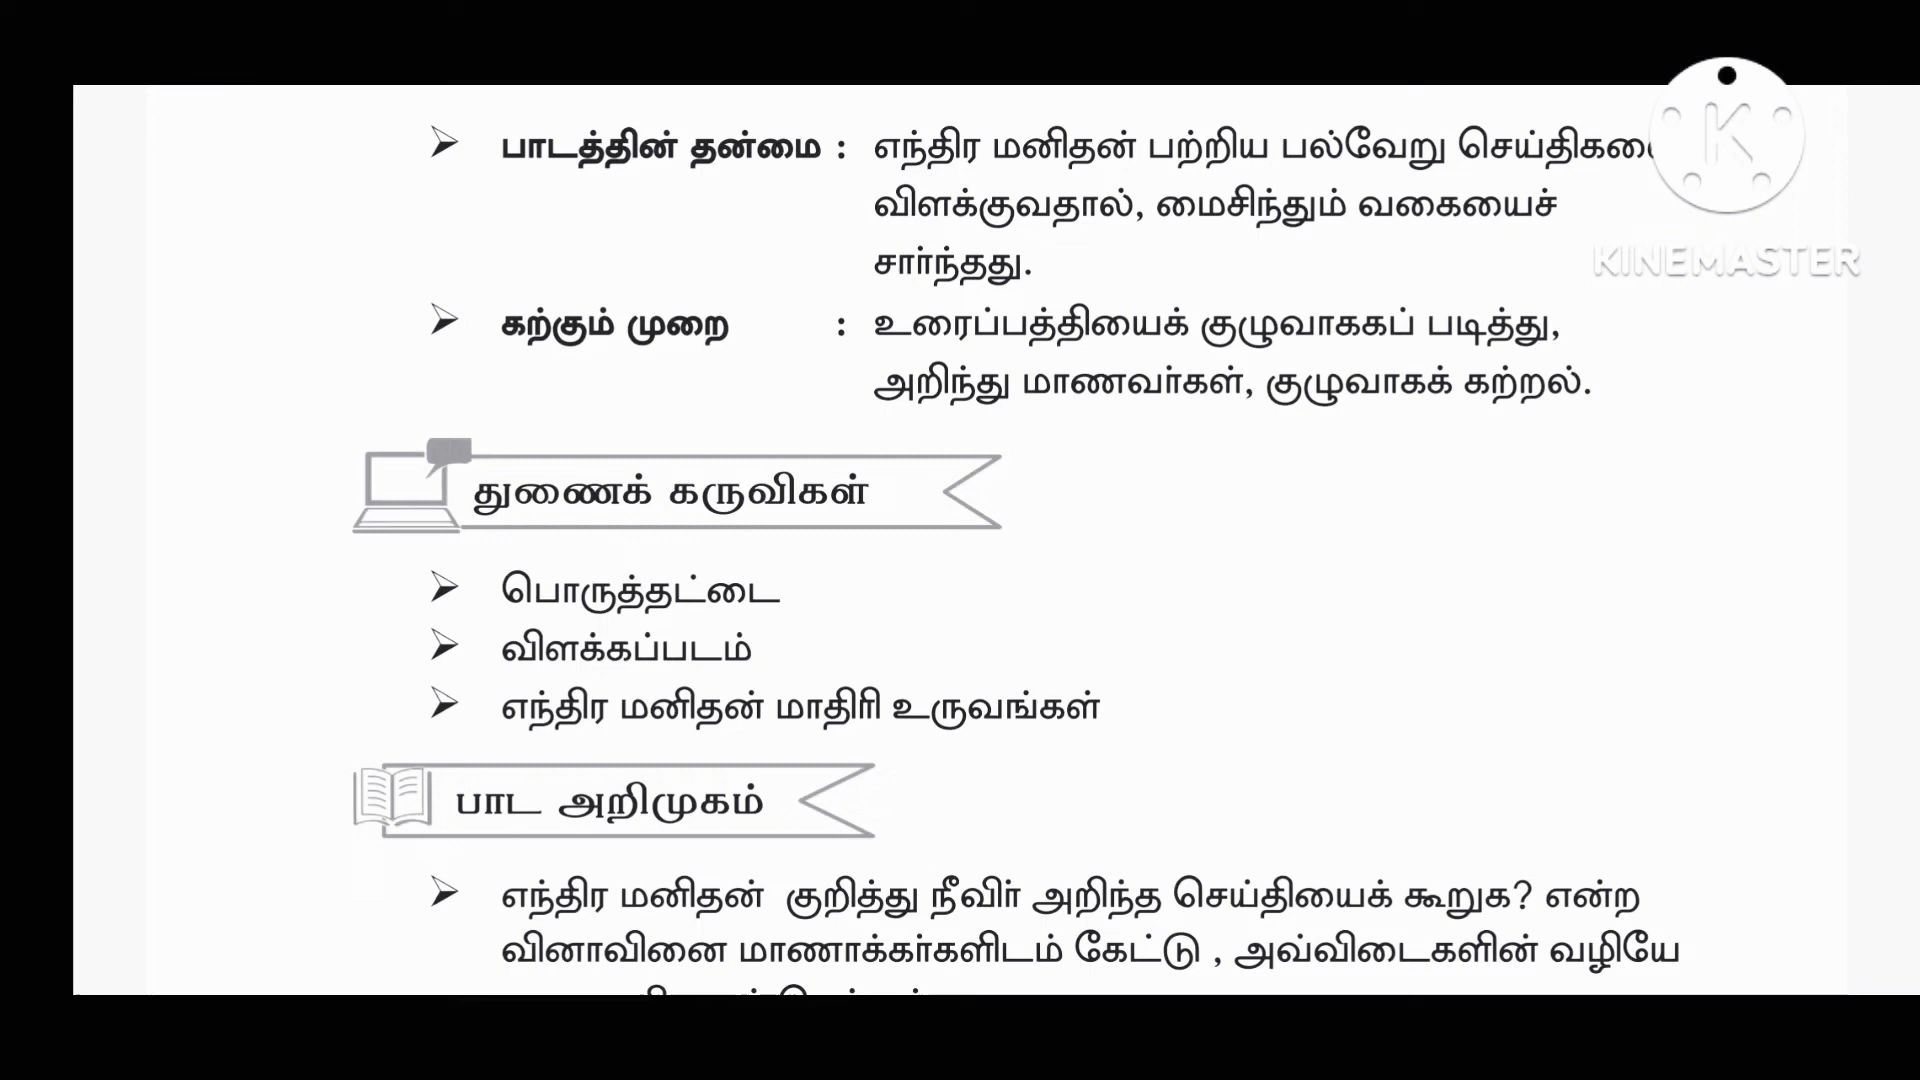 பாடத்தின் தன்மை : எந்திர மனிதன் பற்றிய பல்வேறு
விளக்குவதால், மைசிந்தும் வகையைச்
சார்ந்தது.
கற்கும் முறை : உரைப்பத்தியைக் குழுவாககப் படித்து,
அறிந்து மாணவர்கள், குழுவாகக் கற்றல்.
துணைக் கருவிகள்
பொருத்தட்டை
விளக்கப்படம்
எந்திர மனிதன் மாதிரி உருவங்கள்
பாட அறிமுகம்
எந்திர மனிதன் குறித்து நீவிர் அறிந்த செய்தியைக் கூறுக? என்ற
வினாவினை மாணாக்கர்களிடம் கேட்டு , அவ்விடைகளின் வழியே
K
KINEMASTER